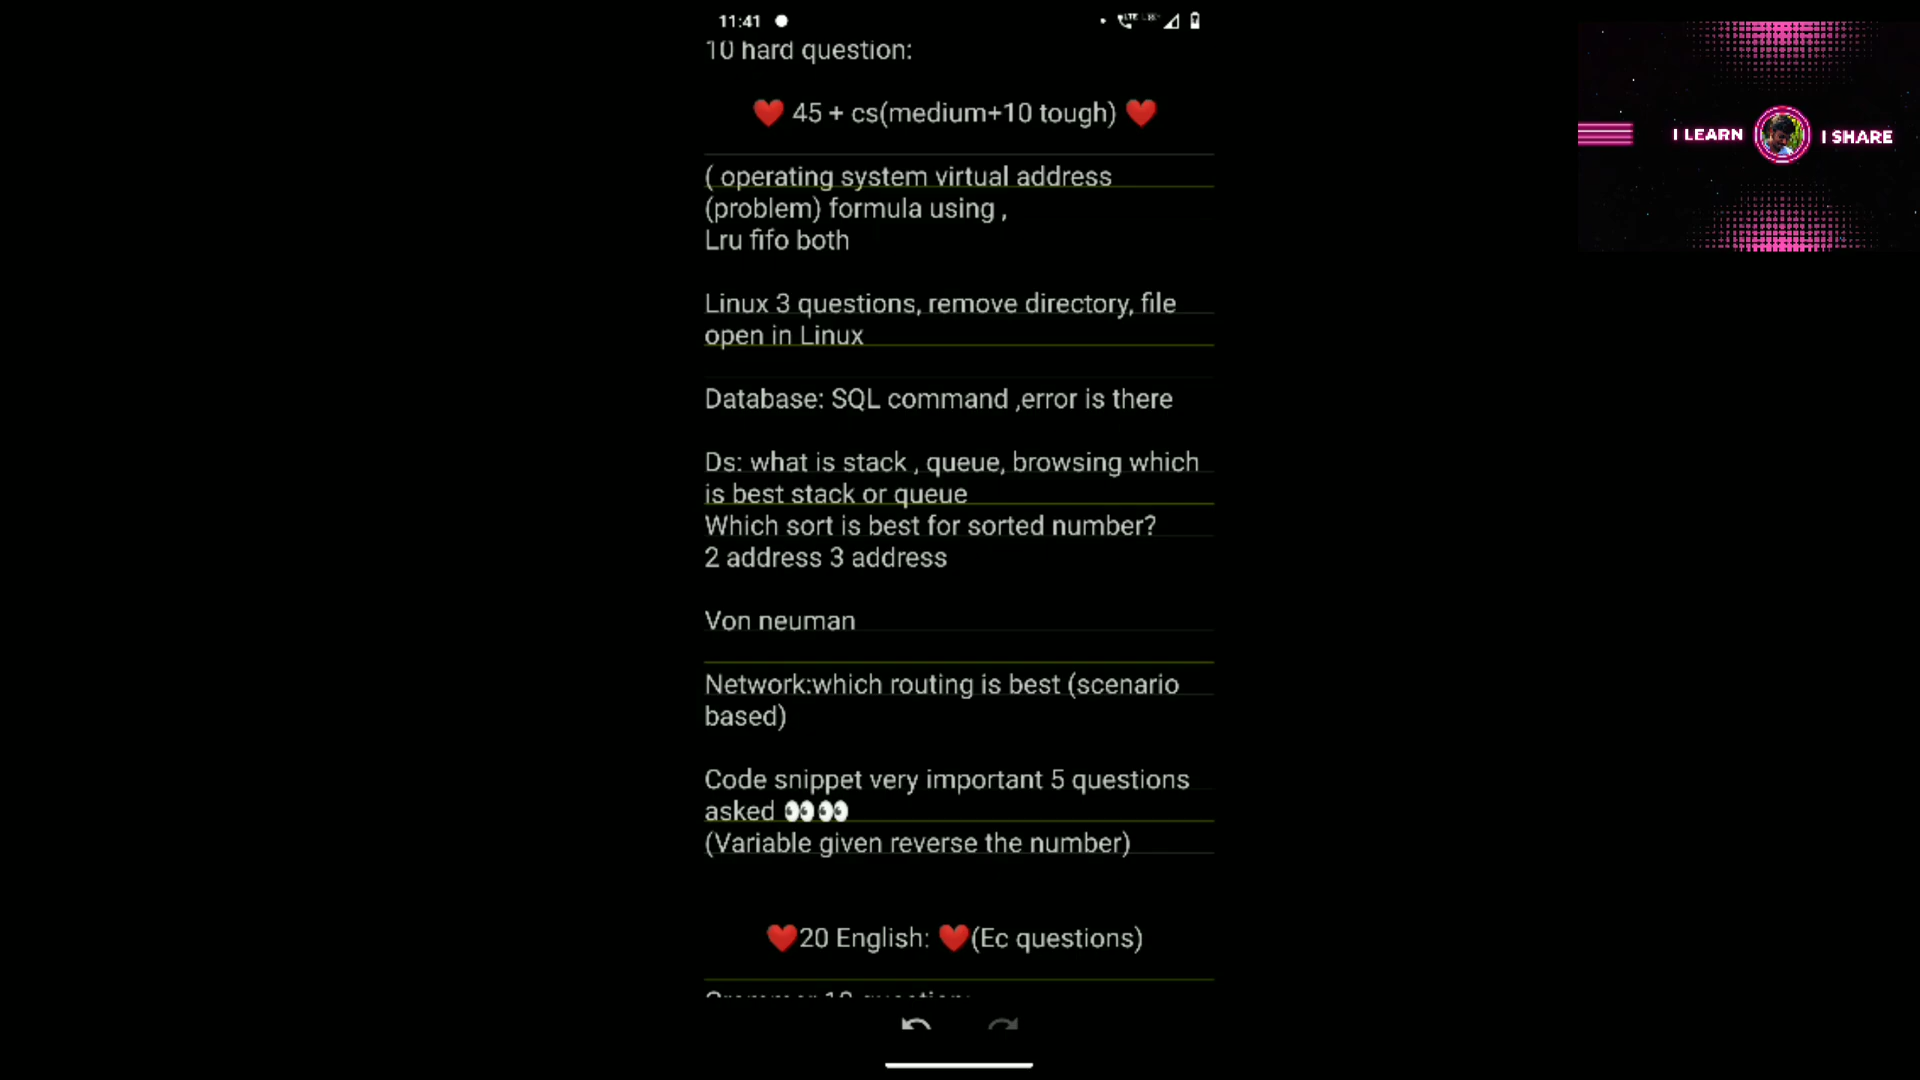 11:41
10 hard question:
❤️ 45 + cs(medium+10 tough) ❤️
( operating system virtual address
(problem) formula using ,
Lru fifo both
Linux 3 questions, remove directory, file
open in Linux
Database: SQL command ,error is there
Ds: what is stack , queue, browsing which
is best stack or queue
Which sort is best for sorted number?
2 address 3 address
Von neuman
Network:which routing is best (scenario
based)
Code snippet very important 5 questions
asked 👀👀
(Variable given reverse the number)
❤️20 English: ❤️(Ec questions)
I LEARN I SHARE